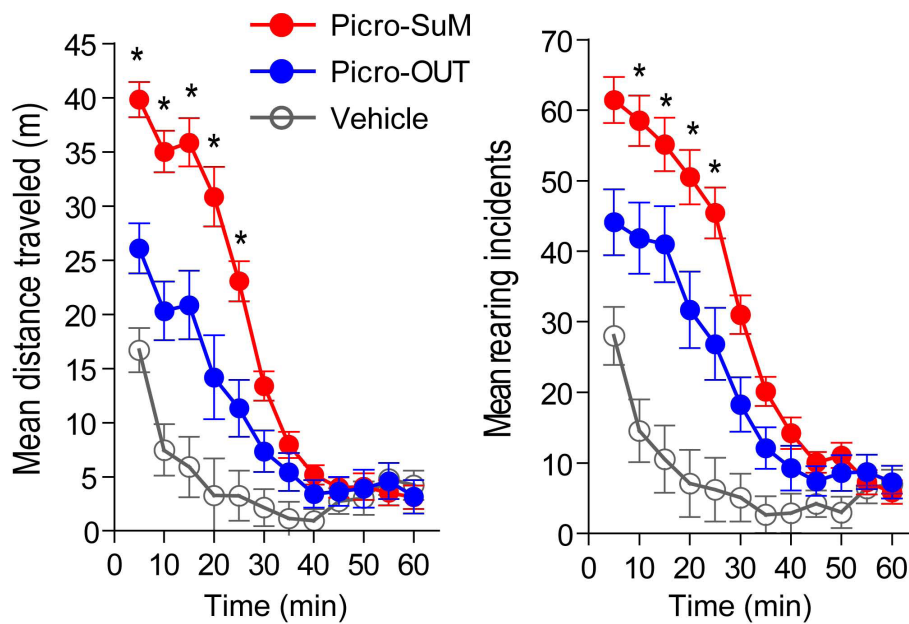 Picro-SuM
Picro-OUT
Vehicle
Mean distance traveled (m)
45
40
35
30
25
20
15
10
5
0
* * * * *
0 10 20 30 40 50 60
Time (min)
Mean rearing incidents
70
60
50
40
30
20
10
0
* * * *
0 10 20 30 40 50 60
Time (min)